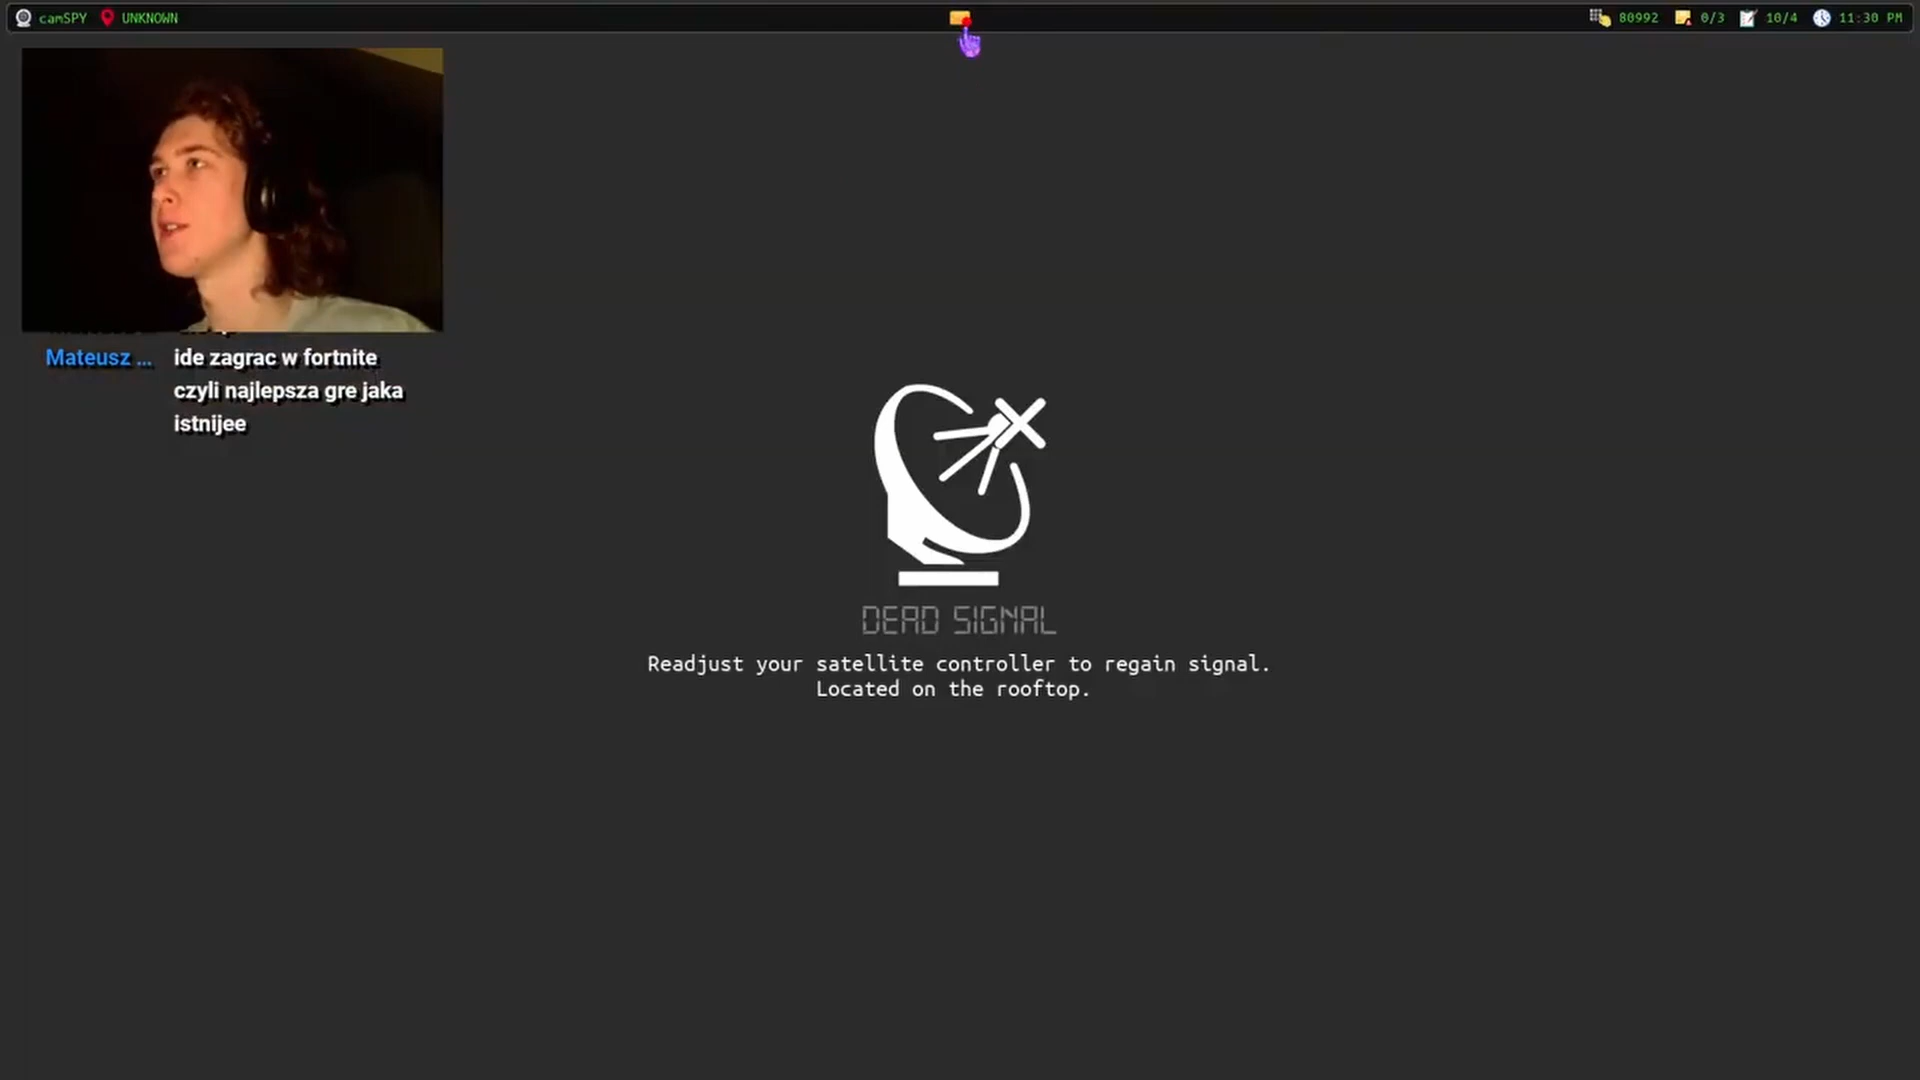 camSPY UNKNOWN 80992 0/3 10/4 11:30 PM
Mateusz ... ide zagrac w fortnite
czyli najlepsza gre jaka
istnijee
DEAD SIGNAL
Readjust your satellite controller to regain signal.
Located on the rooftop.